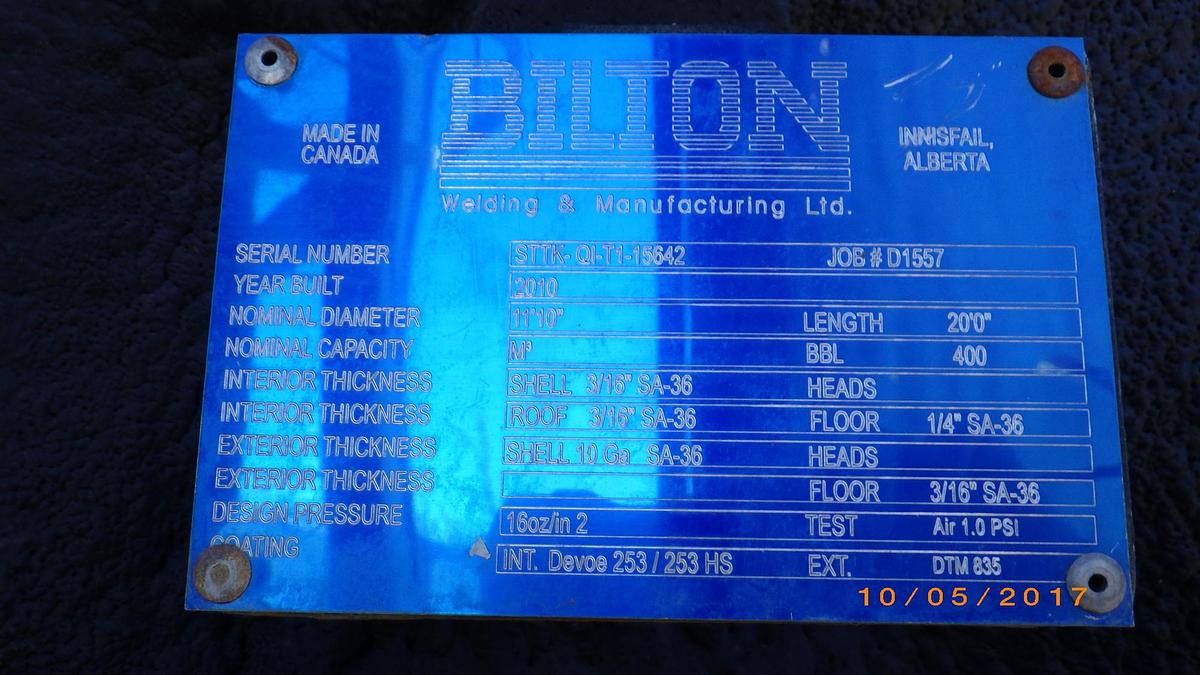 BILTON
MADE IN
CANADA
INNISFAIL,
ALBERTA
Welding & Manufacturing Ltd.
SERIAL NUMBER STTK- QI-T1-15642 JOB # D1557
YEAR BUILT 2010
NOMINAL DIAMETER 11'10" LENGTH 20'0"
NOMINAL CAPACITY M³ BBL 400
INTERIOR THICKNESS SHELL 3/16" SA-36 HEADS
INTERIOR THICKNESS ROOF 3/16" SA-36 FLOOR 1/4" SA-36
EXTERIOR THICKNESS SHELL 10 Ga SA-36 HEADS
EXTERIOR THICKNESS FLOOR 3/16" SA-36
DESIGN PRESSURE 16oz/in 2 TEST Air 1.0 PSI
COATING INT. Devoe 253 / 253 HS EXT. DTM 835
10/05/2017